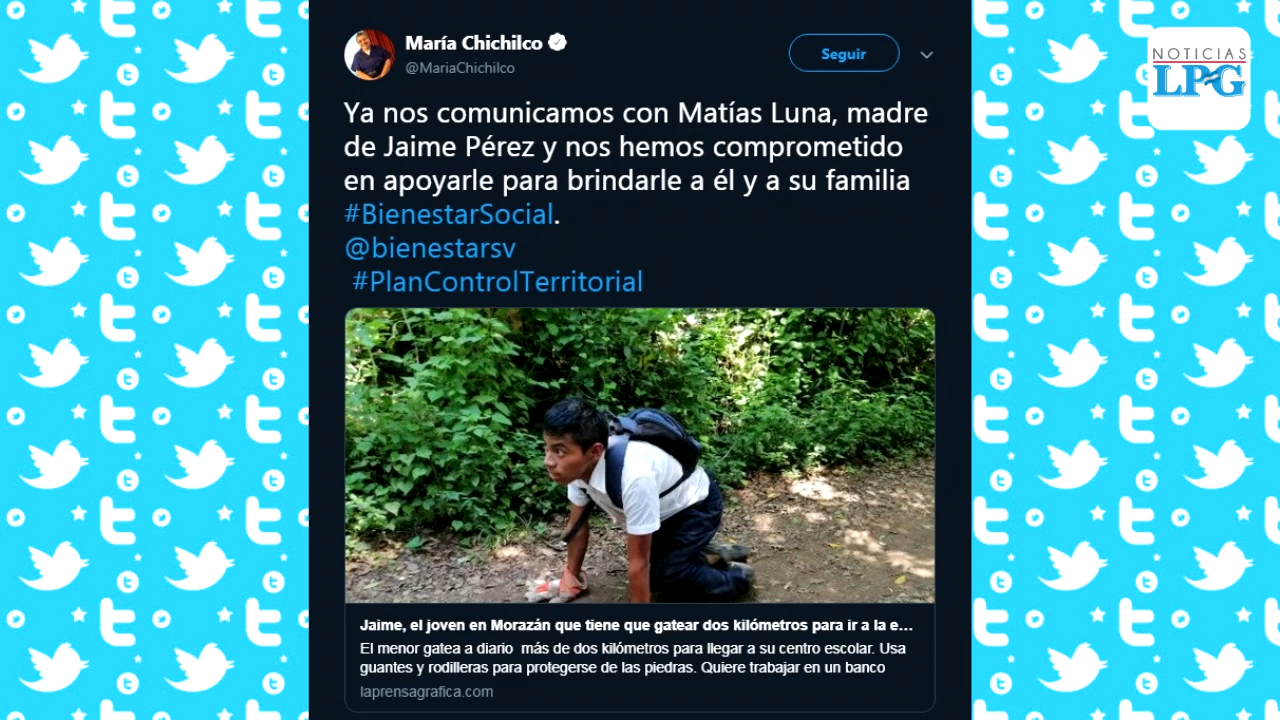 María Chichilco
@MariaChichilco
Seguir
NOTICIAS
LPG
Ya nos comunicamos con Matías Luna, madre
de Jaime Pérez y nos hemos comprometido
en apoyarle para brindarle a él y a su familia
#BienestarSocial.
@bienestarsv
#PlanControlTerritorial
Jaime, el joven en Morazán que tiene que gatear dos kilómetros para ir a la e...
El menor gatea a diario más de dos kilómetros para llegar a su centro escolar. Usa
guantes y rodilleras para protegerse de las piedras. Quiere trabajar en un banco
laprensagrafica.com